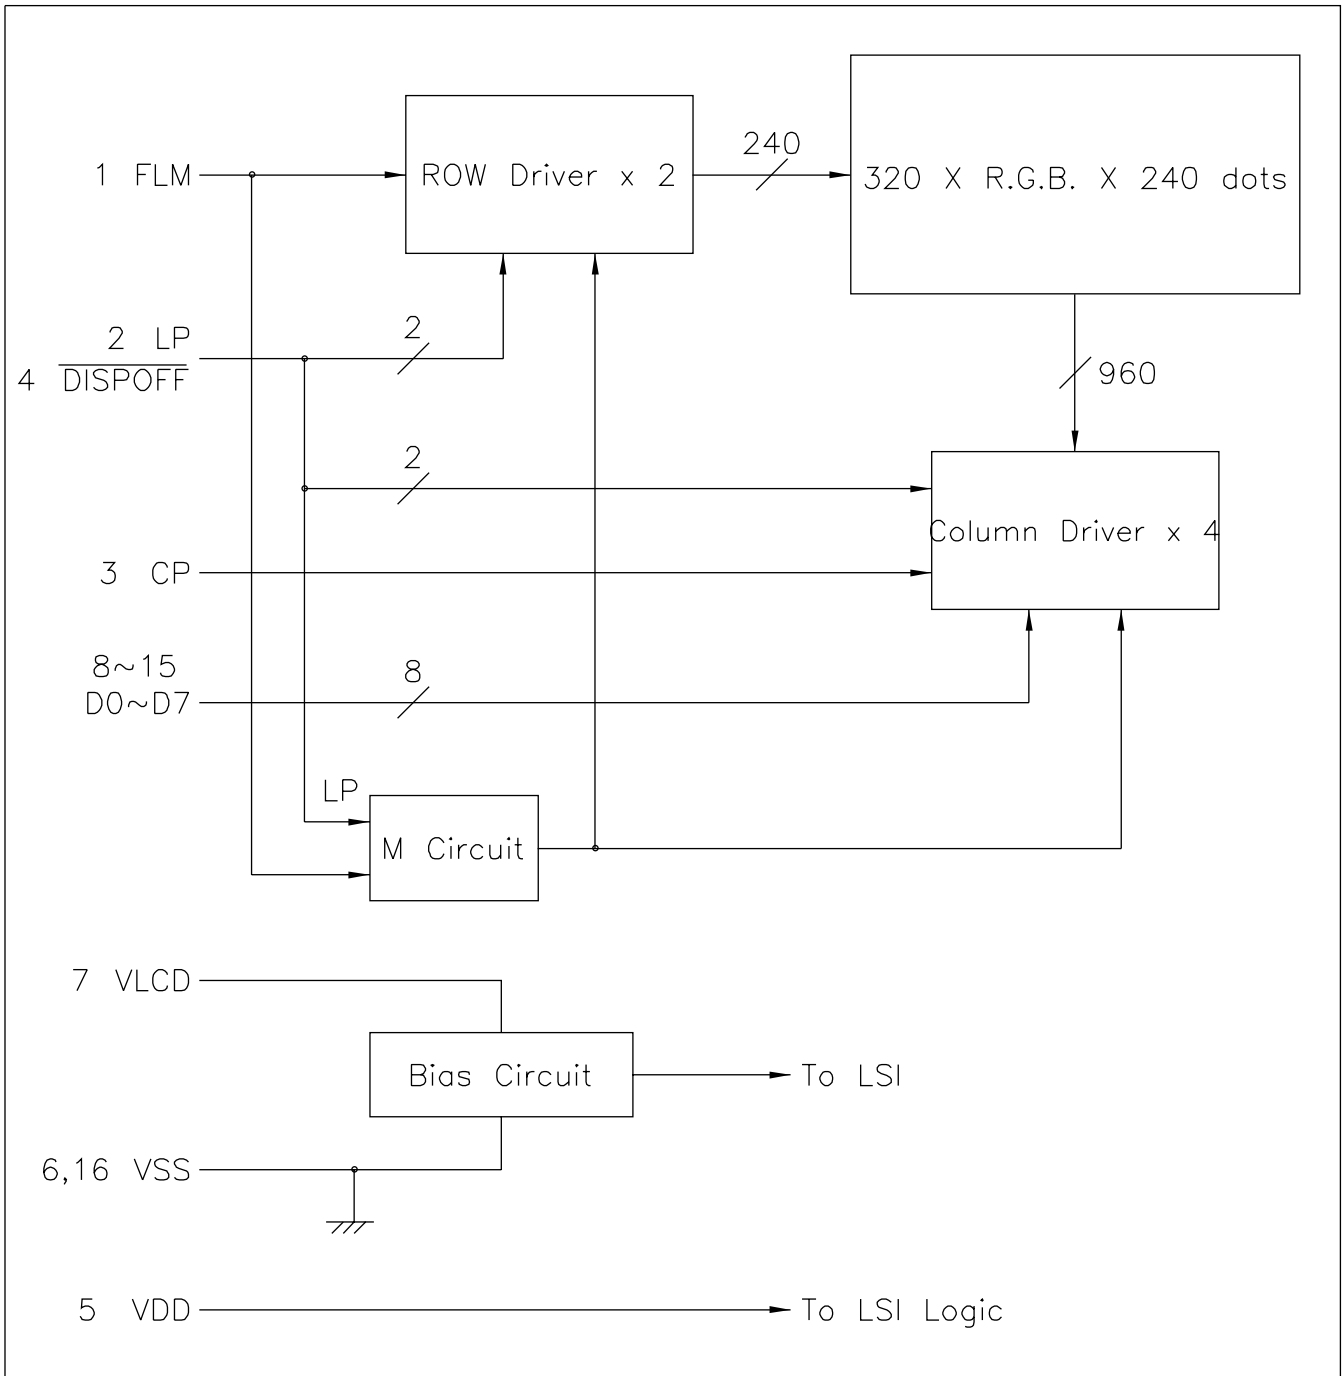 240
1 FLM
ROW Driver x 2
320 X R.G.B. X 240 dots
2 LP
2
4 DISPOFF
960
2
Column Driver x 4
3 CP
8~15
8
D0~D7
LP
M Circuit
7 VLCD
Bias Circuit
To LSI
6,16 VSS
5 VDD
To LSI Logic